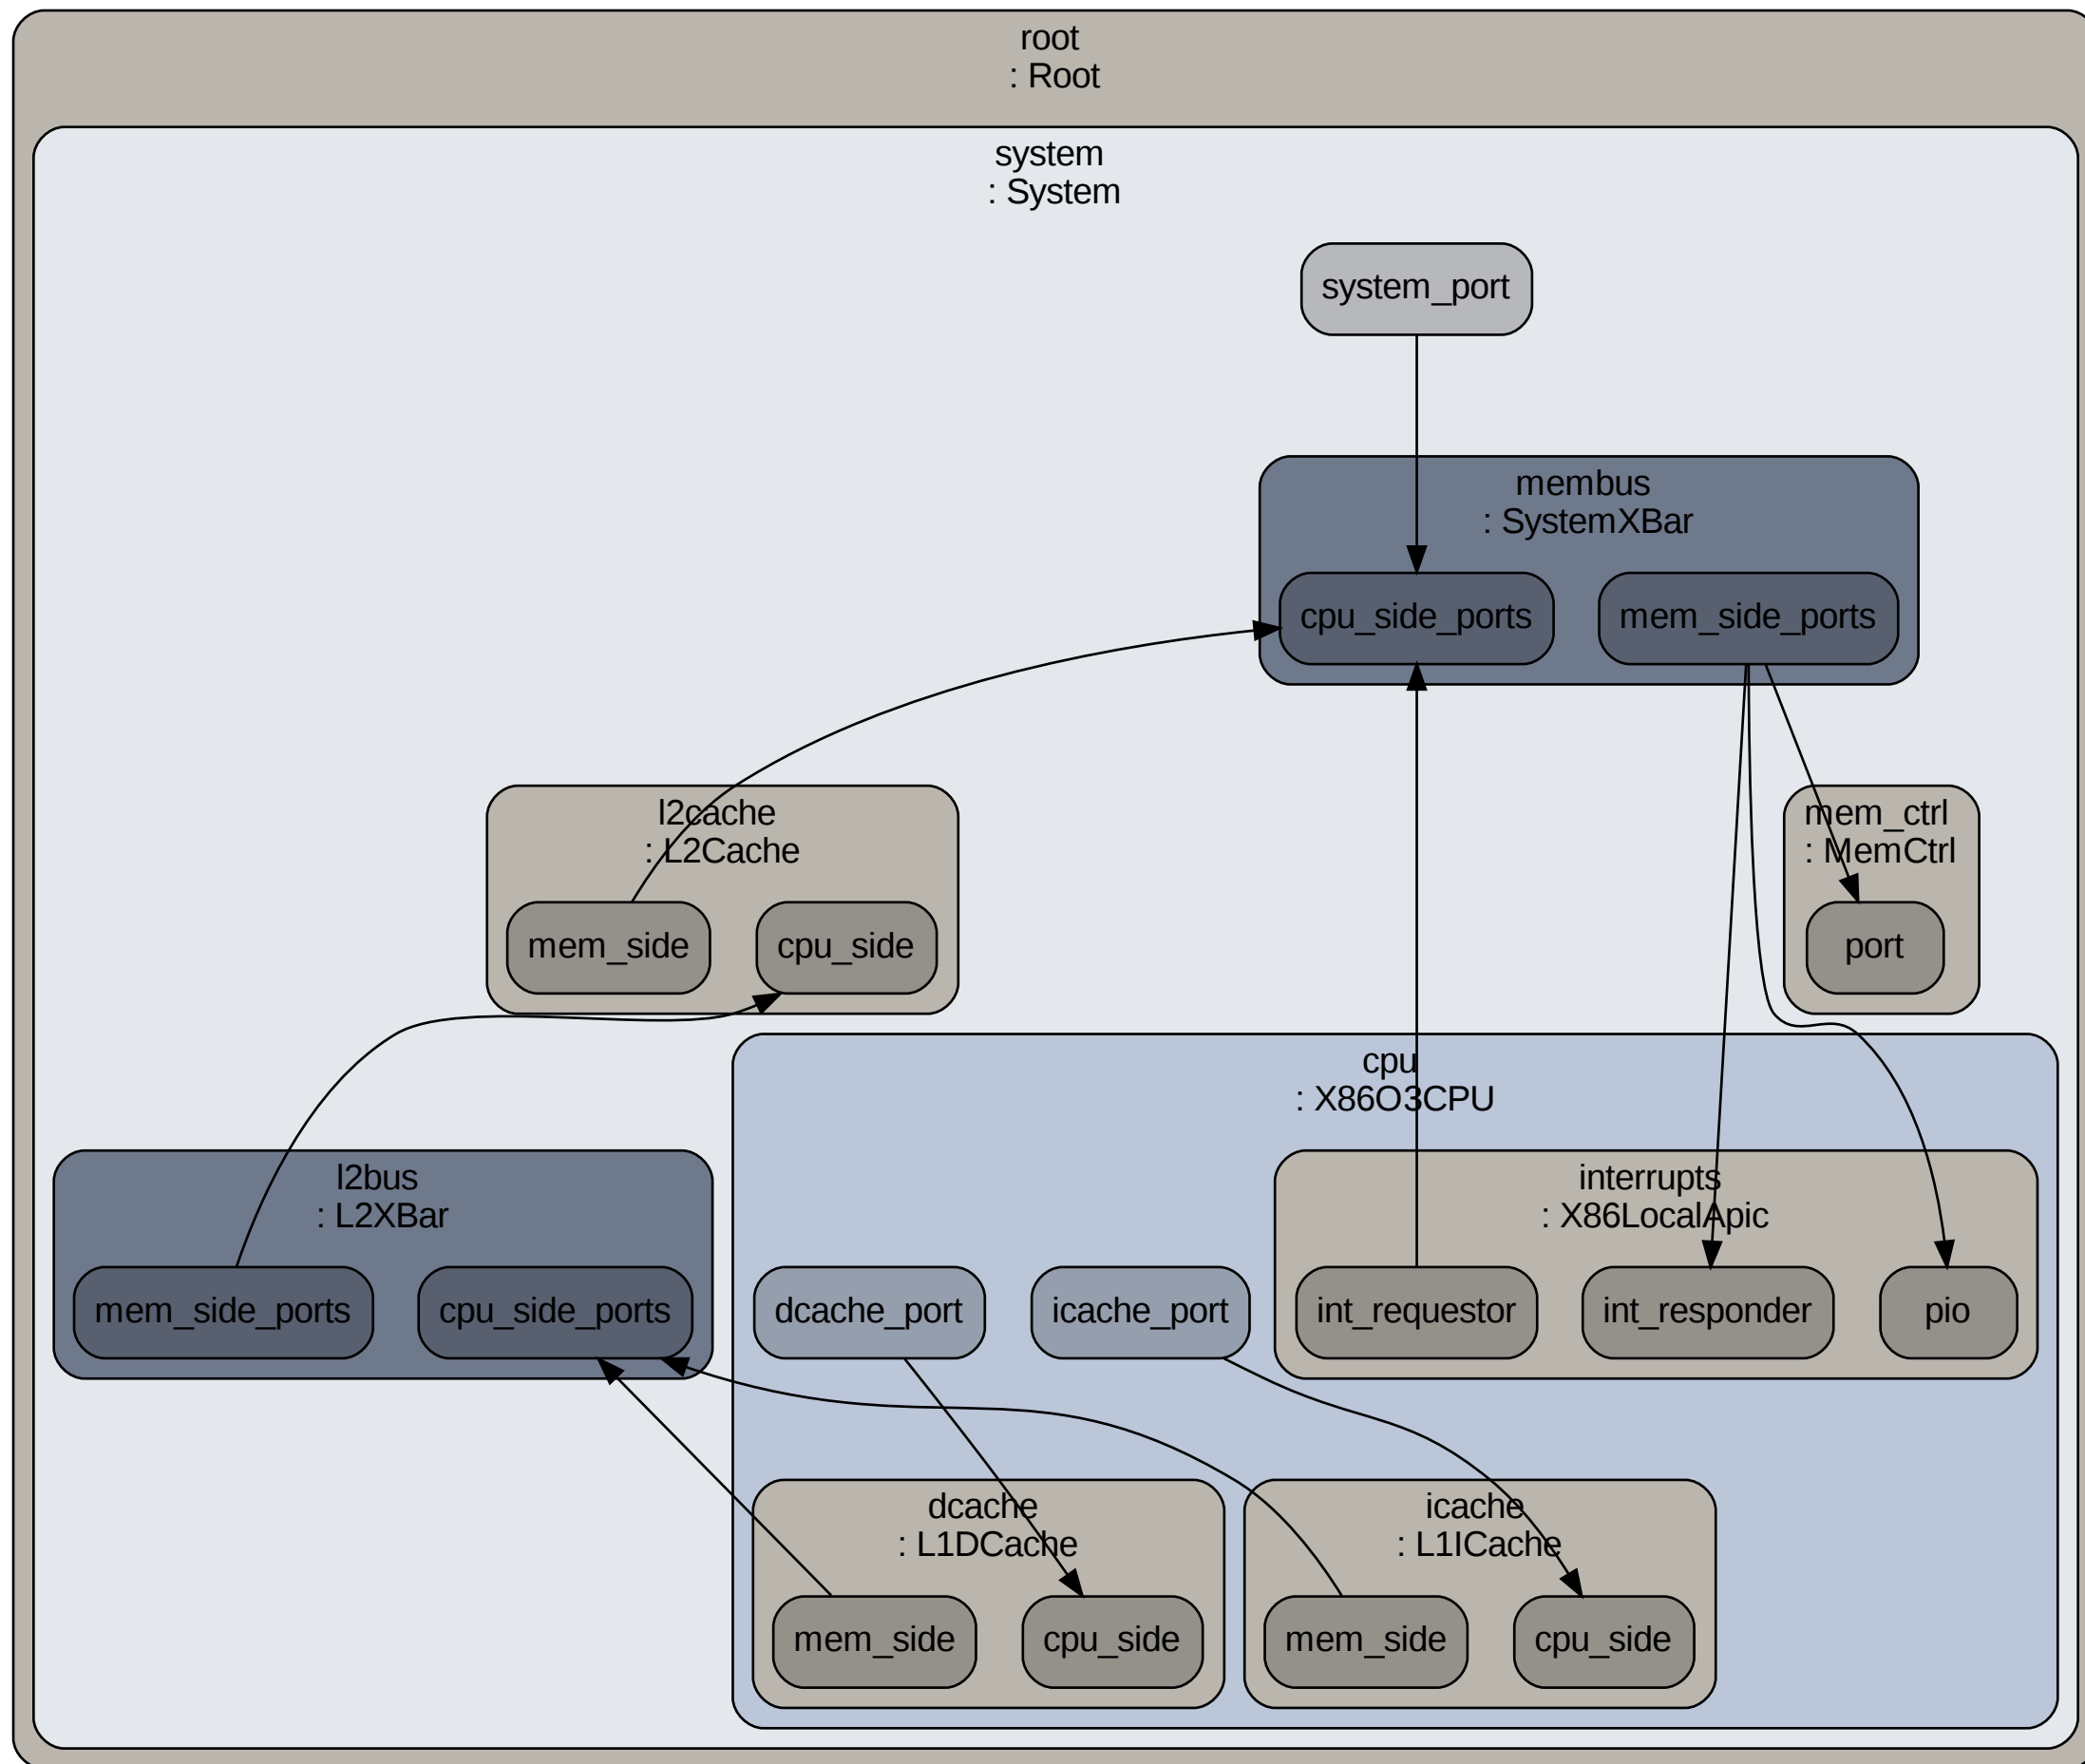 root
: Root
system
: System
system_port
membus
: SystemXBar
cpu_side_ports
mem_side_ports
l2cache
: L2Cache
mem_side
cpu_side
mem_ctrl
: MemCtrl
port
cpu
: X86O3CPU
l2bus
: L2XBar
mem_side_ports
cpu_side_ports
dcache_port
icache_port
interrupts
: X86LocalApic
int_requestor
int_responder
pio
dcache
: L1DCache
mem_side
cpu_side
icache
: L1ICache
mem_side
cpu_side